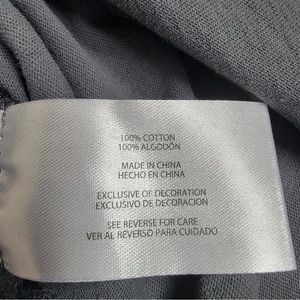 100% COTTON
100% ALGODÓN
MADE IN CHINA
HECHO EN CHINA
EXCLUSIVE OF DECORATION
EXCLUSIVO DE DECORACION
SEE REVERSE FOR CARE
VER AL REVERSO PARA CUIDADO